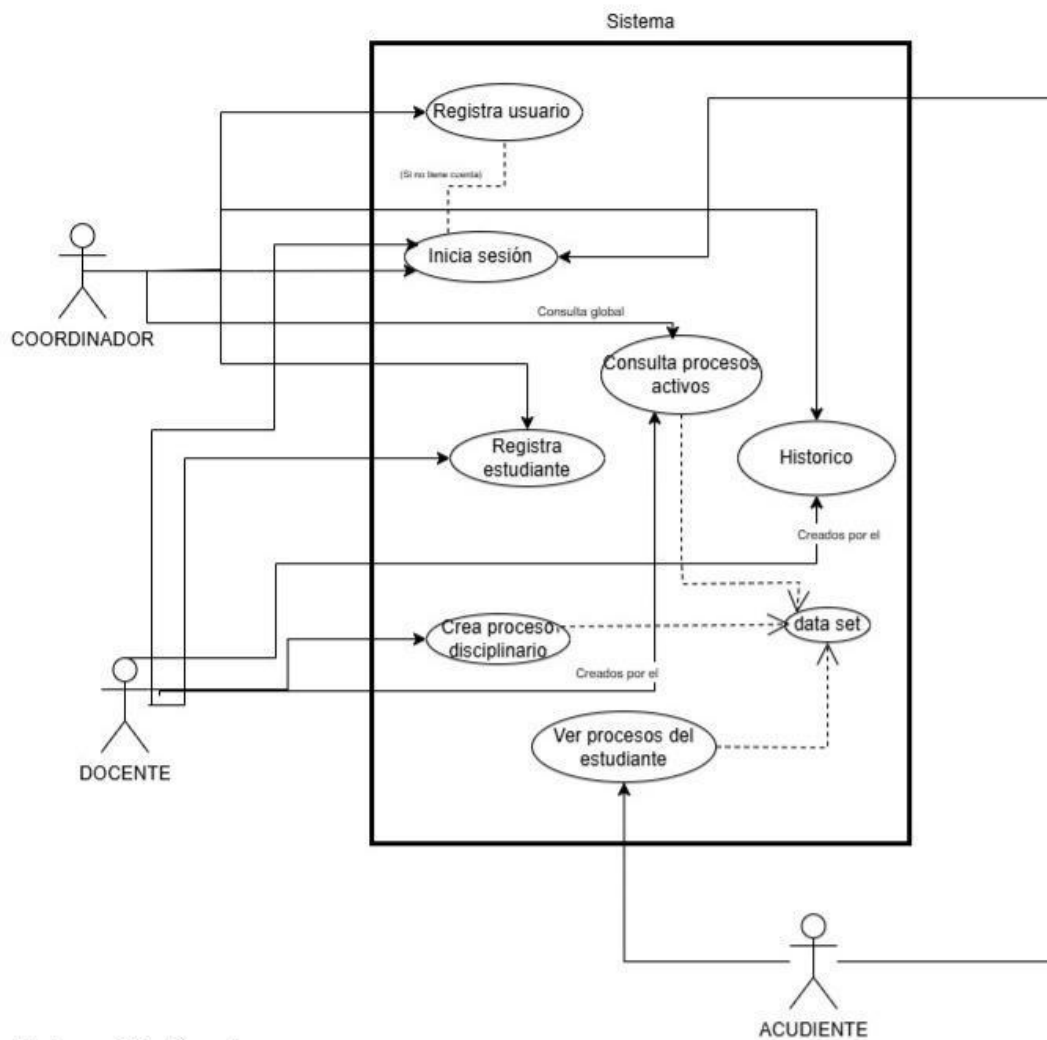 Sistema
Registra usuario
(Si no tiene cuenta)
Inicia sesión
COORDINADOR
Consulta global
Consulta procesos
activos
Registra
estudiante
Historico
Creados por el
Crea proceso
disciplinario
data set
Creados por el
DOCENTE
Ver procesos del
estudiante
ACUDIENTE